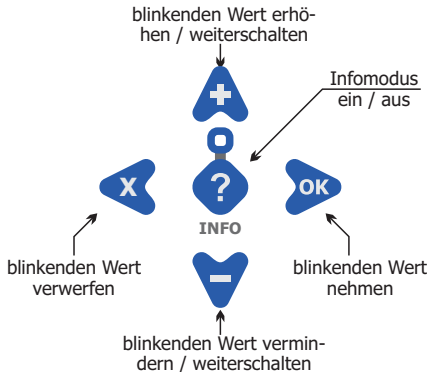 blinkenden Wert erhö-
hen / weiterschalten
Infomodus
ein / aus
+
X
?
OK
INFO
blinkenden Wert
verwerfen
blinkenden Wert
nehmen
−
blinkenden Wert vermin-
dern / weiterschalten